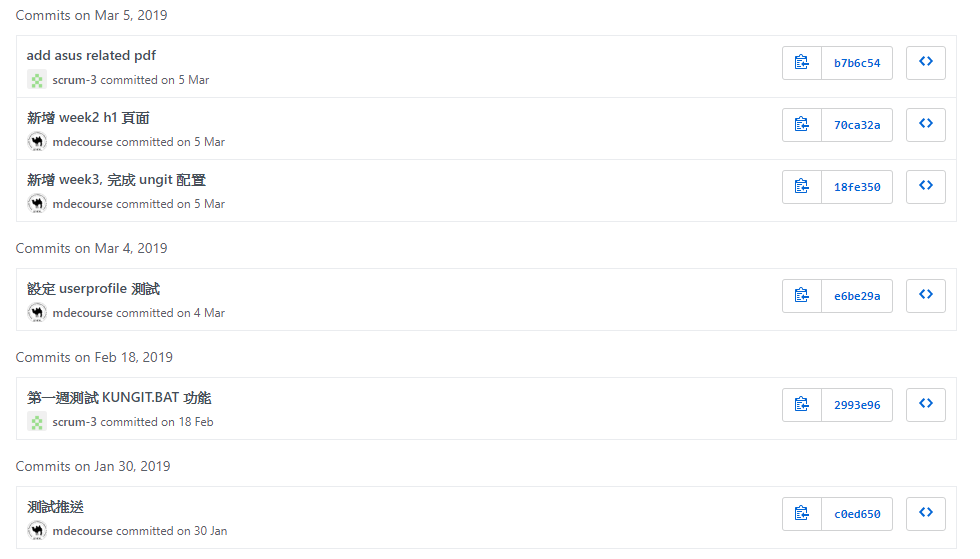 Commits on Mar 5, 2019
add asus related pdf
b7b6c54
scrum-3 committed on 5 Mar
新增 week2 h1 頁面
70ca32a
mdecourse committed on 5 Mar
新增 week3, 完成 ungit 配置
18fe350
mdecourse committed on 5 Mar
Commits on Mar 4, 2019
設定 userprofile 測試
e6be29a
mdecourse committed on 4 Mar
Commits on Feb 18, 2019
第一週測試 KUNGIT.BAT 功能
2993e96
scrum-3 committed on 18 Feb
Commits on Jan 30, 2019
測試推送
c0ed650
mdecourse committed on 30 Jan